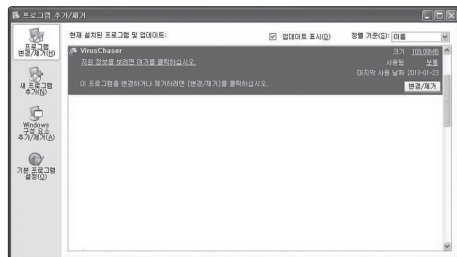 프로그램 추가/제거
현재 설치된 프로그램 및 업데이트:
업데이트 표시(D)
정렬 기준(S): 이름
프로그램
변경/제거(H)
새 프로그램
추가(N)
Windows
구성 요소
추가/제거(A)
기본 프로그램
설정(O)
VirusChaser
크기 109.00MB
지원 정보를 보려면 여기를 클릭하십시오.
사용됨 보통
마지막 사용 날짜 2013-01-23
이 프로그램을 변경하거나 제거하려면 [변경/제거]를 클릭하십시오.
변경/제거